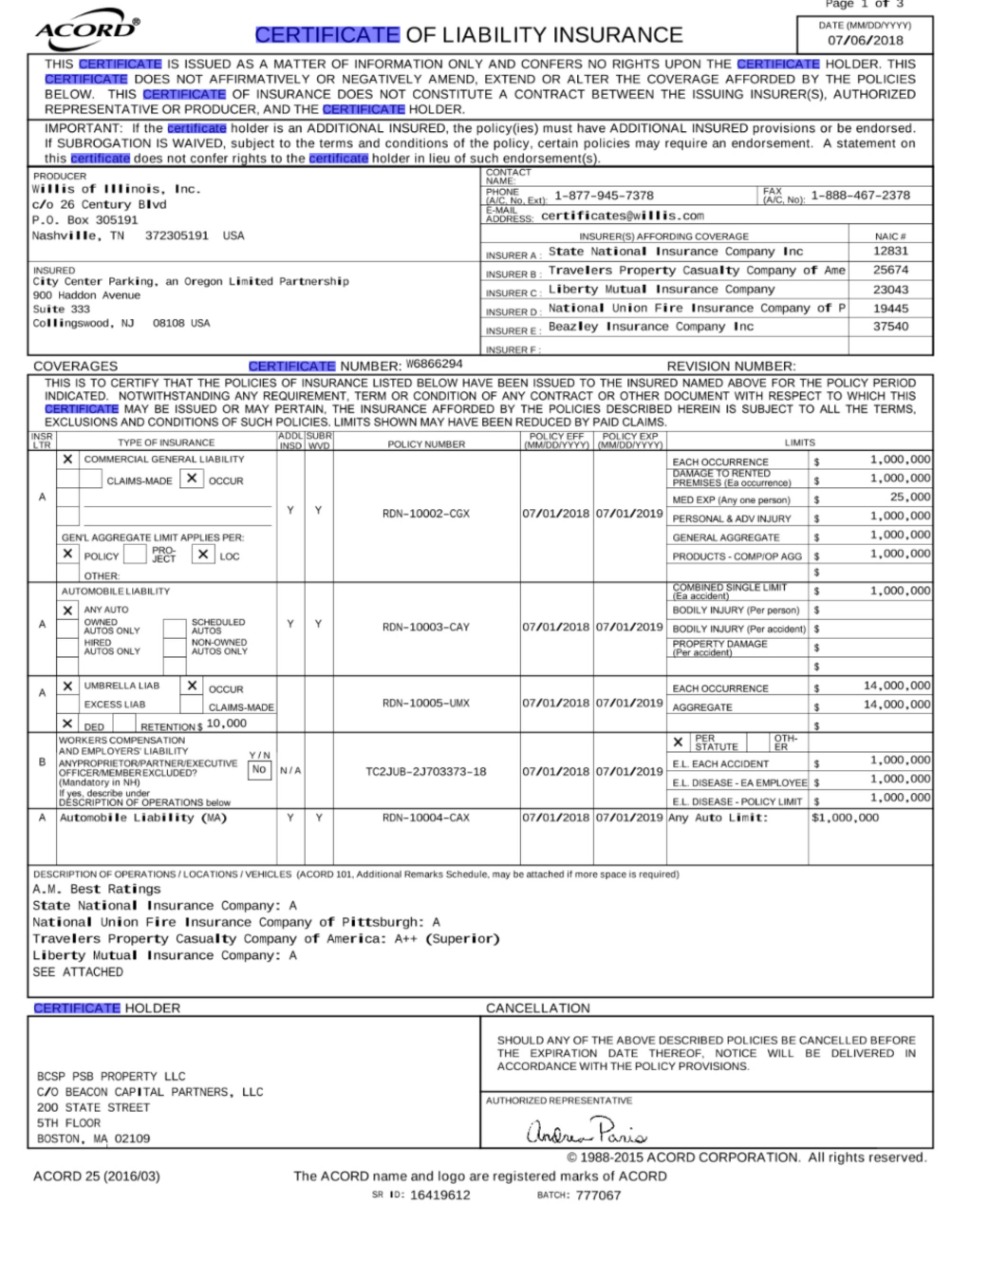 Page 1 of 3
ACORD®
CERTIFICATE OF LIABILITY INSURANCE
DATE (MM/DD/YYYY)
07/06/2018
THIS CERTIFICATE IS ISSUED AS A MATTER OF INFORMATION ONLY AND CONFERS NO RIGHTS UPON THE CERTIFICATE HOLDER. THIS
CERTIFICATE DOES NOT AFFIRMATIVELY OR NEGATIVELY AMEND, EXTEND OR ALTER THE COVERAGE AFFORDED BY THE POLICIES
BELOW. THIS CERTIFICATE OF INSURANCE DOES NOT CONSTITUTE A CONTRACT BETWEEN THE ISSUING INSURER(S), AUTHORIZED
REPRESENTATIVE OR PRODUCER, AND THE CERTIFICATE HOLDER.
IMPORTANT: If the certificate holder is an ADDITIONAL INSURED, the policy(ies) must have ADDITIONAL INSURED provisions or be endorsed.
If SUBROGATION IS WAIVED, subject to the terms and conditions of the policy, certain policies may require an endorsement. A statement on
this certificate does not confer rights to the certificate holder in lieu of such endorsement(s).
PRODUCER
Willis of Illinois, Inc.
c/o 26 Century Blvd
P.O. Box 305191
Nashville, TN 372305191 USA
CONTACT NAME:
PHONE (A/C, No, Ext): 1-877-945-7378
FAX (A/C, No): 1-888-467-2378
E-MAIL ADDRESS: certificates@willis.com
INSURER(S) AFFORDING COVERAGE NAIC #
INSURER A : State National Insurance Company Inc 12831
INSURER B : Travelers Property Casualty Company of Ame 25674
INSURER C : Liberty Mutual Insurance Company 23043
INSURER D : National Union Fire Insurance Company of P 19445
INSURER E : Beazley Insurance Company Inc 37540
INSURER F :
INSURED
City Center Parking, an Oregon Limited Partnership
900 Haddon Avenue
Suite 333
Collingswood, NJ 08108 USA
COVERAGES CERTIFICATE NUMBER: W6866294 REVISION NUMBER:
THIS IS TO CERTIFY THAT THE POLICIES OF INSURANCE LISTED BELOW HAVE BEEN ISSUED TO THE INSURED NAMED ABOVE FOR THE POLICY PERIOD
INDICATED. NOTWITHSTANDING ANY REQUIREMENT, TERM OR CONDITION OF ANY CONTRACT OR OTHER DOCUMENT WITH RESPECT TO WHICH THIS
CERTIFICATE MAY BE ISSUED OR MAY PERTAIN, THE INSURANCE AFFORDED BY THE POLICIES DESCRIBED HEREIN IS SUBJECT TO ALL THE TERMS,
EXCLUSIONS AND CONDITIONS OF SUCH POLICIES. LIMITS SHOWN MAY HAVE BEEN REDUCED BY PAID CLAIMS.
INSR LTR TYPE OF INSURANCE ADDL INSD SUBR WVD POLICY NUMBER POLICY EFF (MM/DD/YYYY) POLICY EXP (MM/DD/YYYY) LIMITS
A
X COMMERCIAL GENERAL LIABILITY
CLAIMS-MADE X OCCUR
GEN'L AGGREGATE LIMIT APPLIES PER:
X POLICY PRO-JECT X LOC
OTHER:
Y Y RDN-10002-CGX 07/01/2018 07/01/2019
EACH OCCURRENCE $ 1,000,000
DAMAGE TO RENTED PREMISES (Ea occurrence) $ 1,000,000
MED EXP (Any one person) $ 25,000
PERSONAL & ADV INJURY $ 1,000,000
GENERAL AGGREGATE $ 1,000,000
PRODUCTS - COMP/OP AGG $ 1,000,000
$
A
AUTOMOBILE LIABILITY
X ANY AUTO
OWNED AUTOS ONLY SCHEDULED AUTOS
HIRED AUTOS ONLY NON-OWNED AUTOS ONLY
Y Y RDN-10003-CAY 07/01/2018 07/01/2019
COMBINED SINGLE LIMIT (Ea accident) $ 1,000,000
BODILY INJURY (Per person) $
BODILY INJURY (Per accident) $
PROPERTY DAMAGE (Per accident) $
$
A
X UMBRELLA LIAB X OCCUR
EXCESS LIAB CLAIMS-MADE
X DED RETENTION $ 10,000
RDN-10005-UMX 07/01/2018 07/01/2019
EACH OCCURRENCE $ 14,000,000
AGGREGATE $ 14,000,000
$
B
WORKERS COMPENSATION
AND EMPLOYERS' LIABILITY
Y / N
ANYPROPRIETOR/PARTNER/EXECUTIVE
OFFICER/MEMBEREXCLUDED? No N / A
(Mandatory in NH)
If yes, describe under
DESCRIPTION OF OPERATIONS below
TC2JUB-2J703373-18 07/01/2018 07/01/2019
X PER STATUTE OTH-ER
E.L. EACH ACCIDENT $ 1,000,000
E.L. DISEASE - EA EMPLOYEE $ 1,000,000
E.L. DISEASE - POLICY LIMIT $ 1,000,000
A Automobile Liability (MA) Y Y RDN-10004-CAX 07/01/2018 07/01/2019 Any Auto Limit: $1,000,000
DESCRIPTION OF OPERATIONS / LOCATIONS / VEHICLES (ACORD 101, Additional Remarks Schedule, may be attached if more space is required)
A.M. Best Ratings
State National Insurance Company: A
National Union Fire Insurance Company of Pittsburgh: A
Travelers Property Casualty Company of America: A++ (Superior)
Liberty Mutual Insurance Company: A
SEE ATTACHED
CERTIFICATE HOLDER
BCSP PSB PROPERTY LLC
C/O BEACON CAPITAL PARTNERS, LLC
200 STATE STREET
5TH FLOOR
BOSTON, MA 02109
CANCELLATION
SHOULD ANY OF THE ABOVE DESCRIBED POLICIES BE CANCELLED BEFORE
THE EXPIRATION DATE THEREOF, NOTICE WILL BE DELIVERED IN
ACCORDANCE WITH THE POLICY PROVISIONS.
AUTHORIZED REPRESENTATIVE
Andrea Paris
© 1988-2015 ACORD CORPORATION. All rights reserved.
ACORD 25 (2016/03) The ACORD name and logo are registered marks of ACORD
SR ID: 16419612 BATCH: 777067